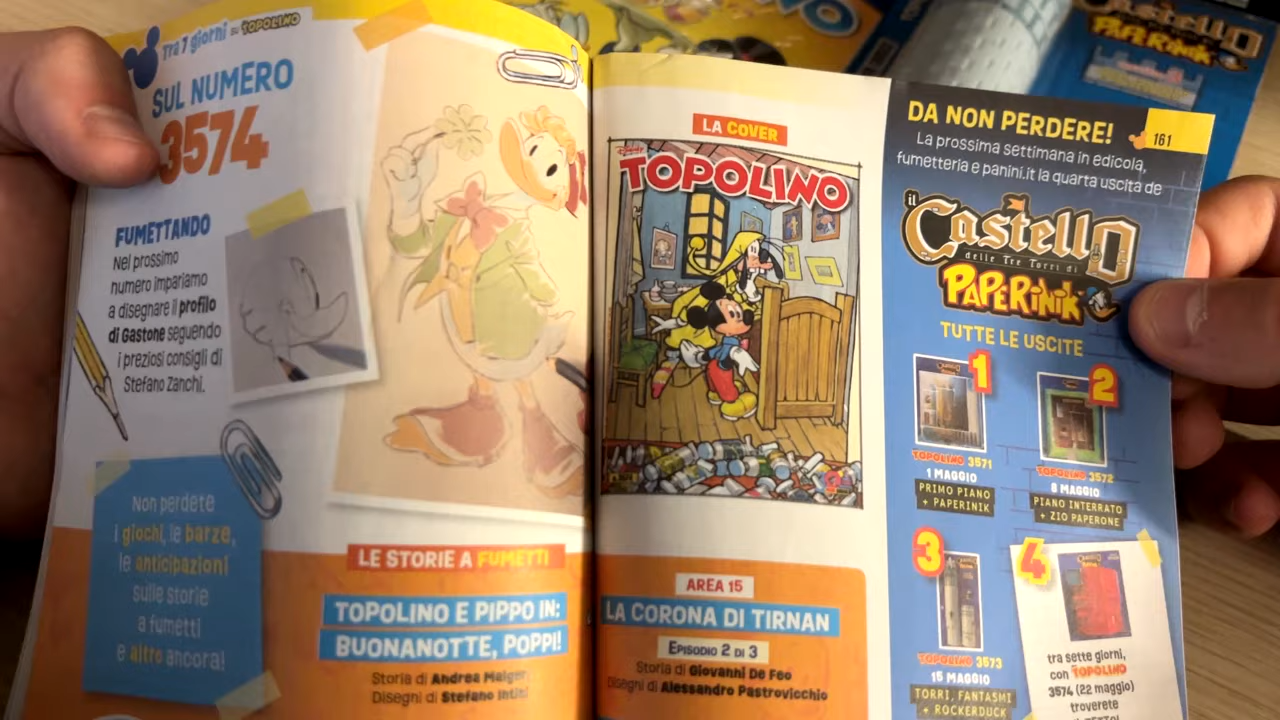 Tra 7 giorni su TOPOLINO
SUL NUMERO
3574
FUMETTANDO
Nel prossimo
numero impariamo
a disegnare il profilo
di Gastone seguendo
i preziosi consigli di
Stefano Zanchi.
Non perdete
i giochi, le barze,
le anticipazioni
sulle storie
a fumetti
e altro ancora!
LE STORIE A FUMETTI
TOPOLINO E PIPPO IN:
BUONANOTTE, POPPI!
Storia di Andrea
Disegni di Stefano Intini
LA COVER
Disney
TOPOLINO
AREA 15
LA CORONA DI TIRNAN
EPISODIO 2 DI 3
Storia di Giovanni De Feo
Disegni di Alessandro Pastrovicchio
DA NON PERDERE!
161
La prossima settimana in edicola,
fumetteria e panini.it la quarta uscita de
il Castello
delle Tre Torri di
PAPERINIK
TUTTE LE USCITE
1
TOPOLINO 3571
1 MAGGIO
PRIMO PIANO
+ PAPERINIK
2
TOPOLINO 3572
8 MAGGIO
PIANO INTERRATO
+ ZIO PAPERONE
3
TOPOLINO 3573
15 MAGGIO
TORRI, FANTASMI
+ ROCKERDUCK
4
tra sette giorni,
con TOPOLINO
3574 (22 maggio)
troverete
Castello
PAPERINIK